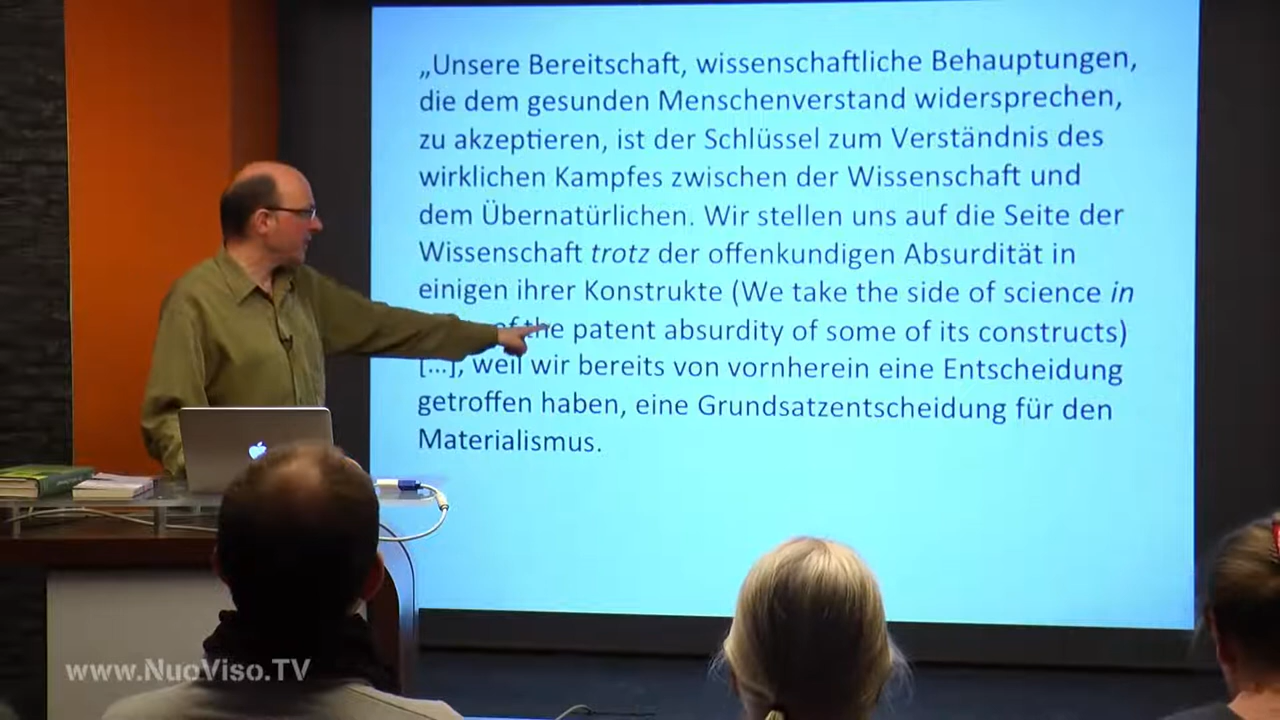 „Unsere Bereitschaft, wissenschaftliche Behauptungen,
die dem gesunden Menschenverstand widersprechen,
zu akzeptieren, ist der Schlüssel zum Verständnis des
wirklichen Kampfes zwischen der Wissenschaft und
dem Übernatürlichen. Wir stellen uns auf die Seite der
Wissenschaft trotz der offenkundigen Absurdität in
einigen ihrer Konstrukte (We take the side of science in
of the patent absurdity of some of its constructs)
[...], weil wir bereits von vornherein eine Entscheidung
getroffen haben, eine Grundsatzentscheidung für den
Materialismus.
www.NuoViso.TV